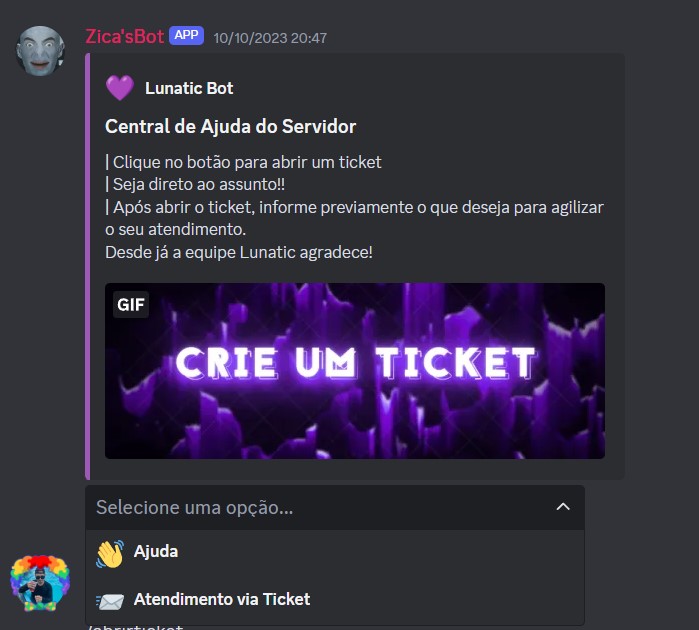 Zica'sBot APP 10/10/2023 20:47
Lunatic Bot
Central de Ajuda do Servidor
| Clique no botão para abrir um ticket
| Seja direto ao assunto!!
| Após abrir o ticket, informe previamente o que deseja para agilizar
o seu atendimento.
Desde já a equipe Lunatic agradece!
GIF
CRIE UM TICKET
Selecione uma opção...
Ajuda
Atendimento via Ticket